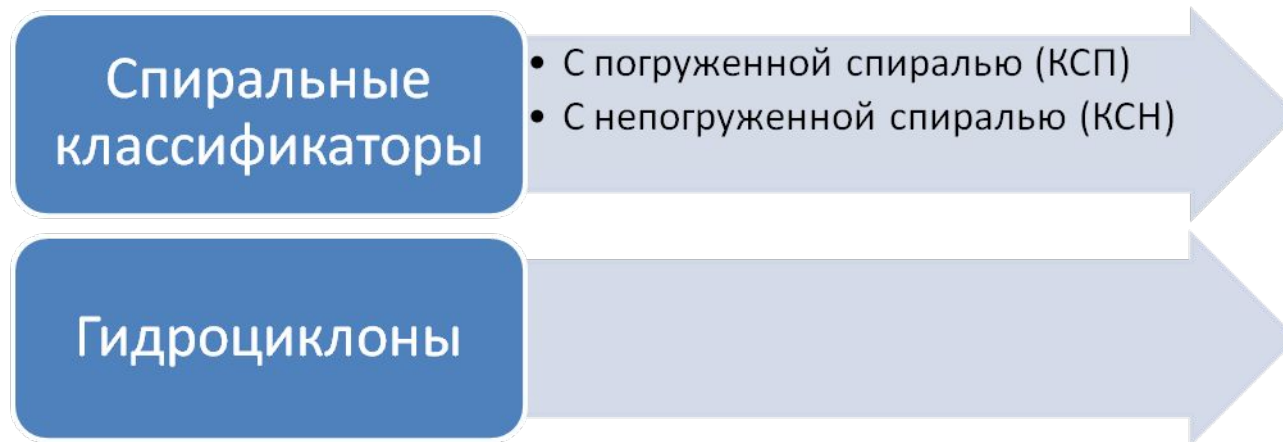 Спиральные
классификаторы
• С погруженной спиралью (КСП)
• С непогруженной спиралью (КСН)
Гидроциклоны